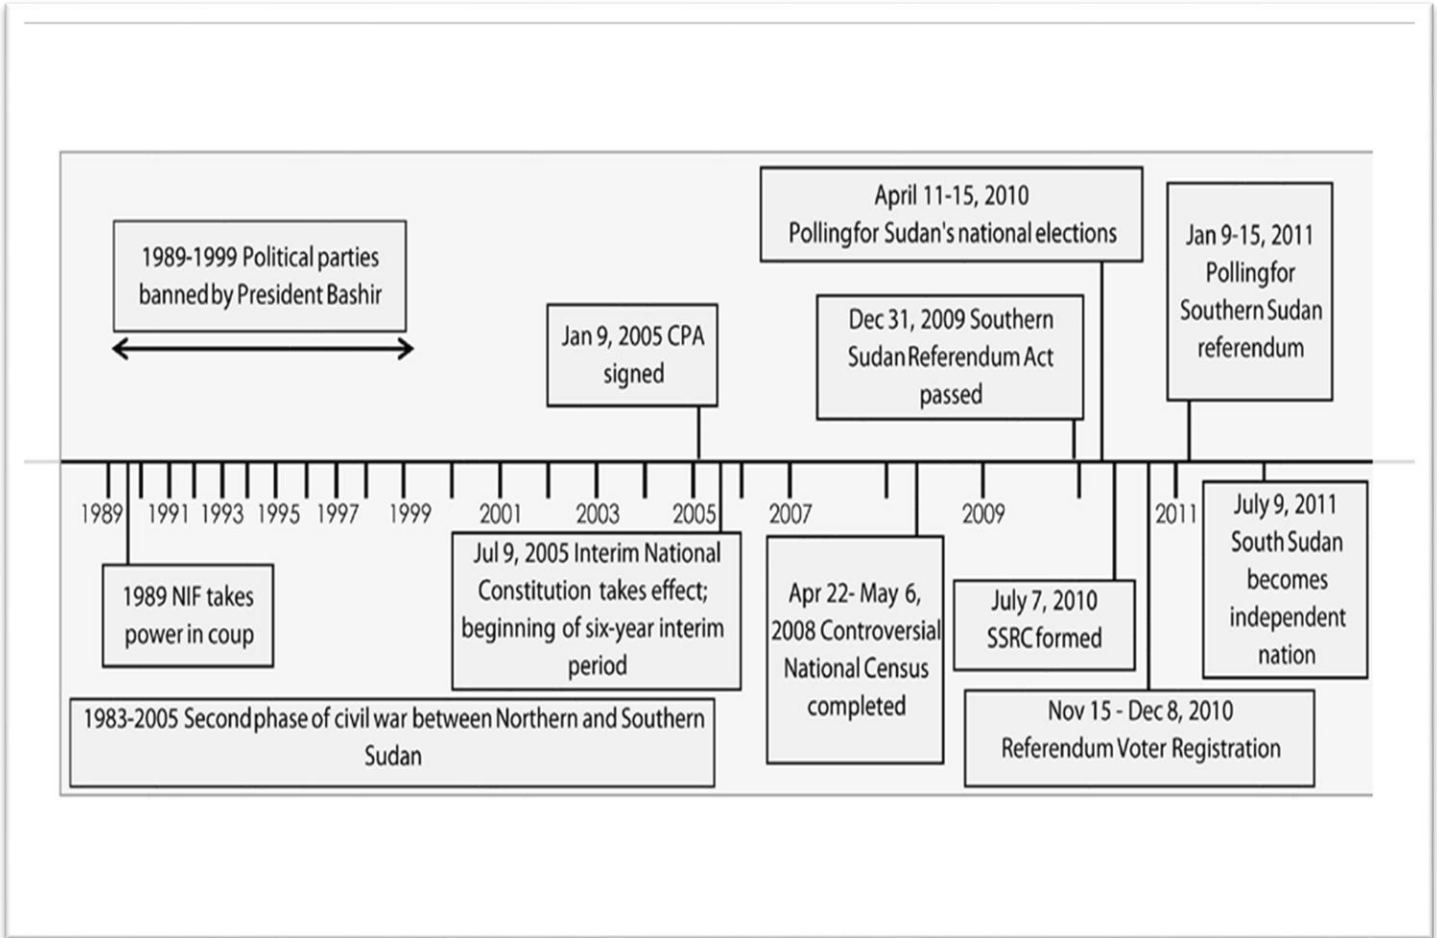 April 11-15, 2010
Pollingfor Sudan's national elections
Jan 9-15, 2011
Pollingfor
Southern Sudan
referendum
1989-1999 Political parties
banned by President Bashir
Jan 9, 2005 CPA
signed
Dec 31, 2009 Southern
Sudan Referendum Act
passed
1989 1991 1993 1995 1997 1999 2001 2003 2005 2007 2009 2011
1989 NIF takes
power in coup
Jul 9, 2005 Interim National
Constitution takes effect;
beginning of six-year interim
period
Apr 22- May 6,
2008 Controversial
National Census
completed
July 7, 2010
SSRC formed
July 9, 2011
South Sudan
becomes
independent
nation
1983-2005 Second phase of civil war between Northern and Southern
Sudan
Nov 15 - Dec 8, 2010
Referendum Voter Registration